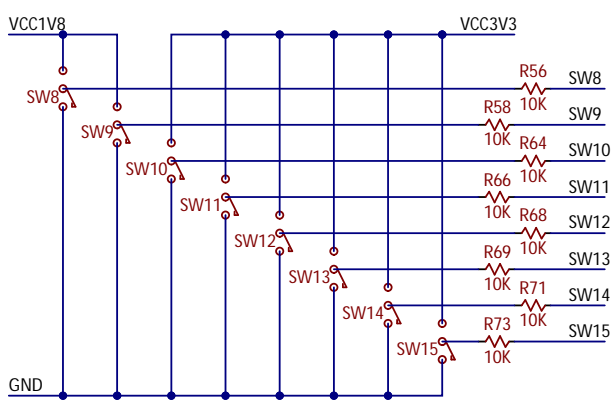 VCC1V8 VCC3V3
R56 SW8
SW8 10K
R58 SW9
SW9 10K
R64 SW10
SW10 10K
R66 SW11
SW11 10K
R68 SW12
SW12 10K
R69 SW13
SW13 10K
R71 SW14
SW14 10K
R73 SW15
SW15 10K
GND